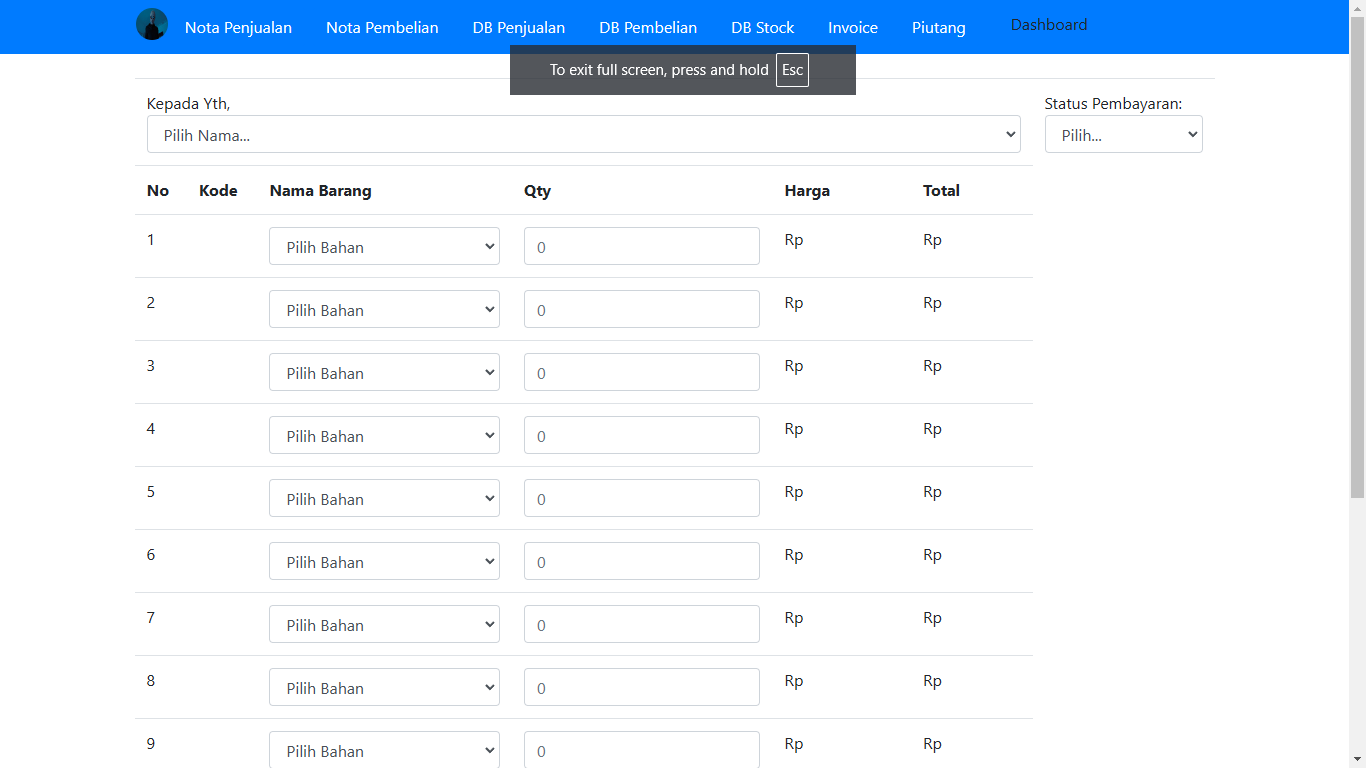 Nota Penjualan Nota Pembelian DB Penjualan DB Pembelian DB Stock Invoice Piutang Dashboard
To exit full screen, press and hold Esc
Kepada Yth, Status Pembayaran:
Pilih Nama... Pilih...
No Kode Nama Barang Qty Harga Total
1 Pilih Bahan 0 Rp Rp
2 Pilih Bahan 0 Rp Rp
3 Pilih Bahan 0 Rp Rp
4 Pilih Bahan 0 Rp Rp
5 Pilih Bahan 0 Rp Rp
6 Pilih Bahan 0 Rp Rp
7 Pilih Bahan 0 Rp Rp
8 Pilih Bahan 0 Rp Rp
9 Pilih Bahan 0 Rp Rp